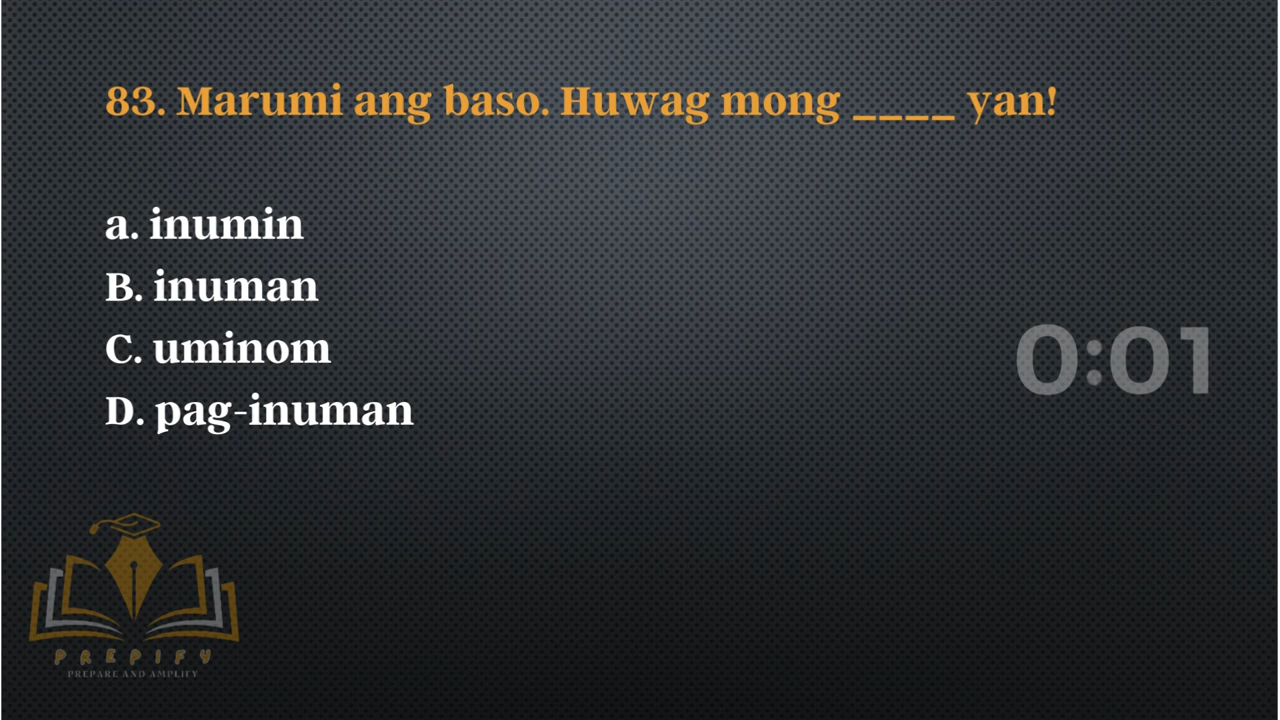 83. Marumi ang baso. Huwag mong ____ yan!
a. inumin
B. inuman
C. uminom
D. pag-inuman
0:01
PREPIFY
PREPARE AND AMPLIFY